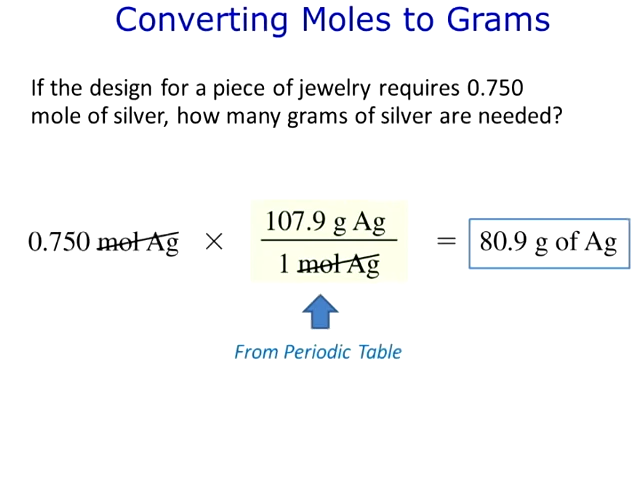 Converting Moles to Grams
If the design for a piece of jewelry requires 0.750
mole of silver, how many grams of silver are needed?
0.750 mol Ag × 107.9 g Ag / 1 mol Ag = 80.9 g of Ag
From Periodic Table